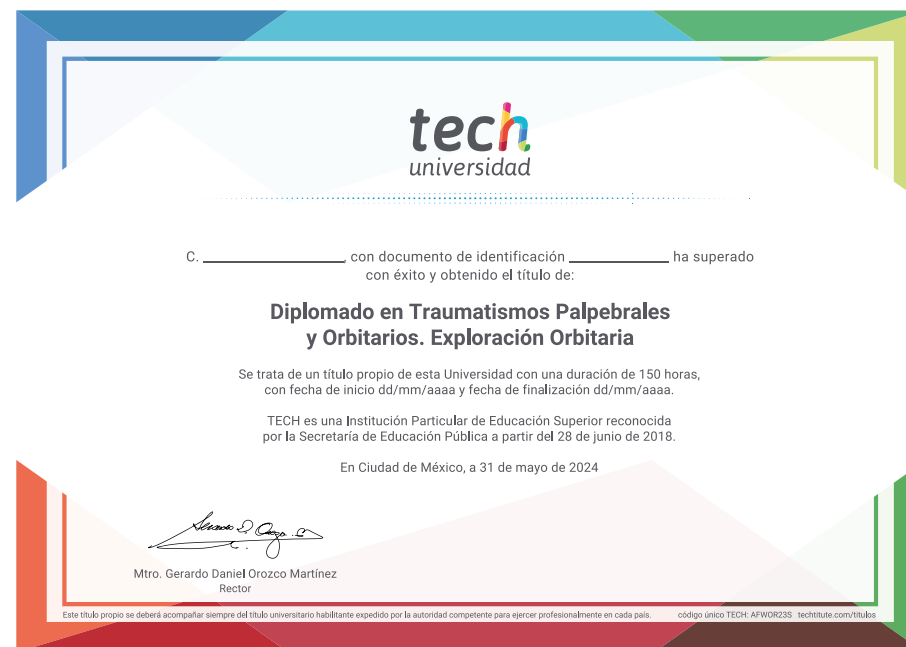 tech
universidad
C. ____________, con documento de identificación ____________ ha superado
con éxito y obtenido el título de:
Diplomado en Traumatismos Palpebrales
y Orbitarios. Exploración Orbitaria
Se trata de un título propio de esta Universidad con una duración de 150 horas,
con fecha de inicio dd/mm/aaaa y fecha de finalización dd/mm/aaaa.
TECH es una Institución Particular de Educación Superior reconocida
por la Secretaría de Educación Pública a partir del 28 de junio de 2018.
En Ciudad de México, a 31 de mayo de 2024
Mtro. Gerardo Daniel Orozco Martínez
Rector
Este título propio se deberá acompañar siempre del título universitario habilitante expedido por la autoridad competente para ejercer profesionalmente en cada país. código único TECH: AFWOR23S techtitute.com/titulos